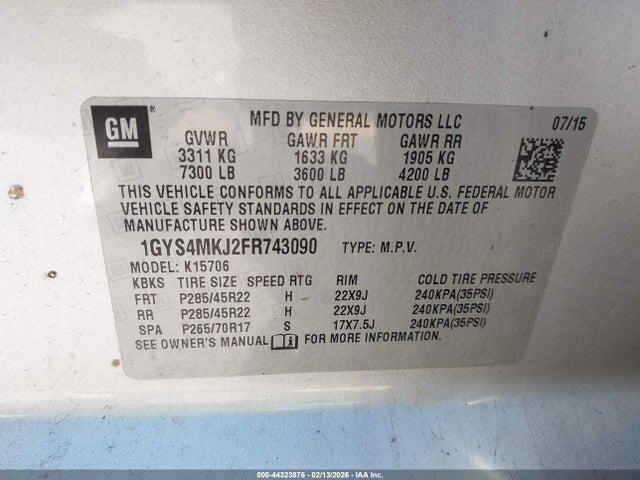 GM
®
MFD BY GENERAL MOTORS LLC 07/15
GVWR GAWR FRT GAWR RR
3311 KG 1633 KG 1905 KG
7300 LB 3600 LB 4200 LB
THIS VEHICLE CONFORMS TO ALL APPLICABLE U.S. FEDERAL MOTOR
VEHICLE SAFETY STANDARDS IN EFFECT ON THE DATE OF
MANUFACTURE SHOWN ABOVE.
1GYS4MKJ2FR743090 TYPE: M.P.V.
MODEL: K15706
KBKS TIRE SIZE SPEED RTG RIM COLD TIRE PRESSURE
FRT P285/45R22 H 22X9J 240KPA(35PSI)
RR P285/45R22 H 22X9J 240KPA(35PSI)
SPA P265/70R17 S 17X7.5J 240KPA(35PSI)
SEE OWNER'S MANUAL FOR MORE INFORMATION.
000-44323876 - 02/13/2026 - IAA Inc.